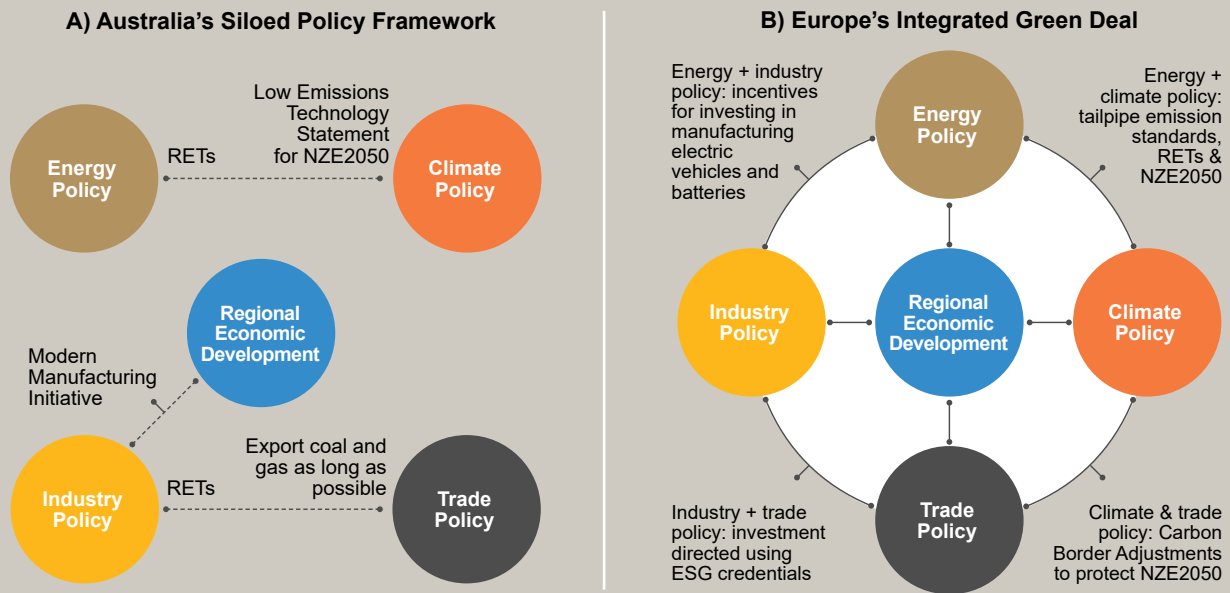 A) Australia's Siloed Policy Framework
Energy
Policy
RETs
Low Emissions
Technology
Statement
for NZE2050
Climate
Policy
Regional
Economic
Development
Modern
Manufacturing
Initiative
Industry
Policy
RETs
Export coal and
gas as long as
possible
Trade
Policy
B) Europe's Integrated Green Deal
Energy + industry
policy: incentives
for investing in
manufacturing
electric
vehicles and
batteries
Energy
Policy
Energy +
climate policy:
tailpipe emission
standards,
RETs &
NZE2050
Industry
Policy
Regional
Economic
Development
Climate
Policy
Industry + trade
policy: investment
directed using
ESG credentials
Trade
Policy
Climate & trade
policy: Carbon
Border Adjustments
to protect NZE2050